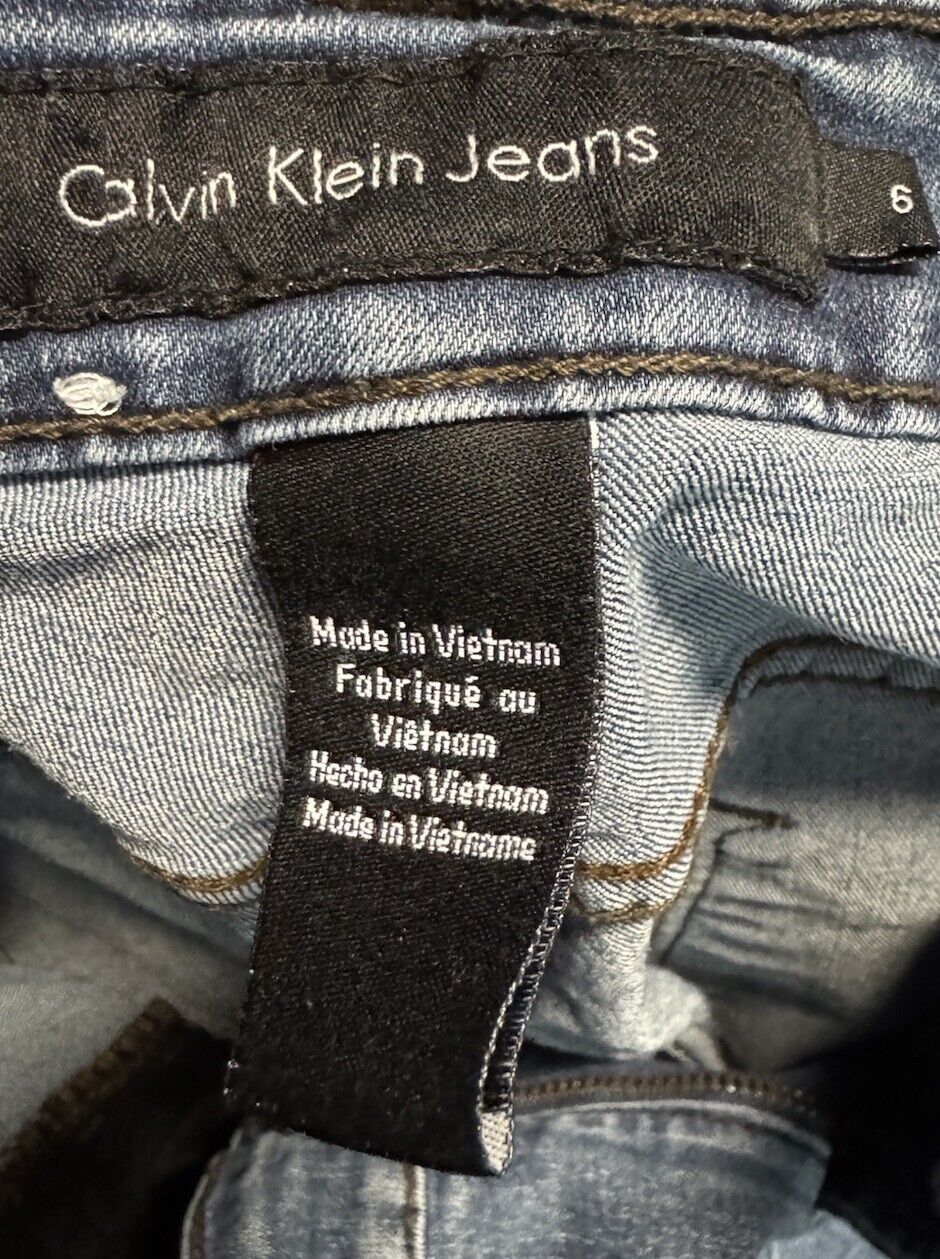 Calvin Klein Jeans
6
Made in Vietnam
Fabriqué au
Viêtnam
Hecho en Vietnam
Made in Vietname